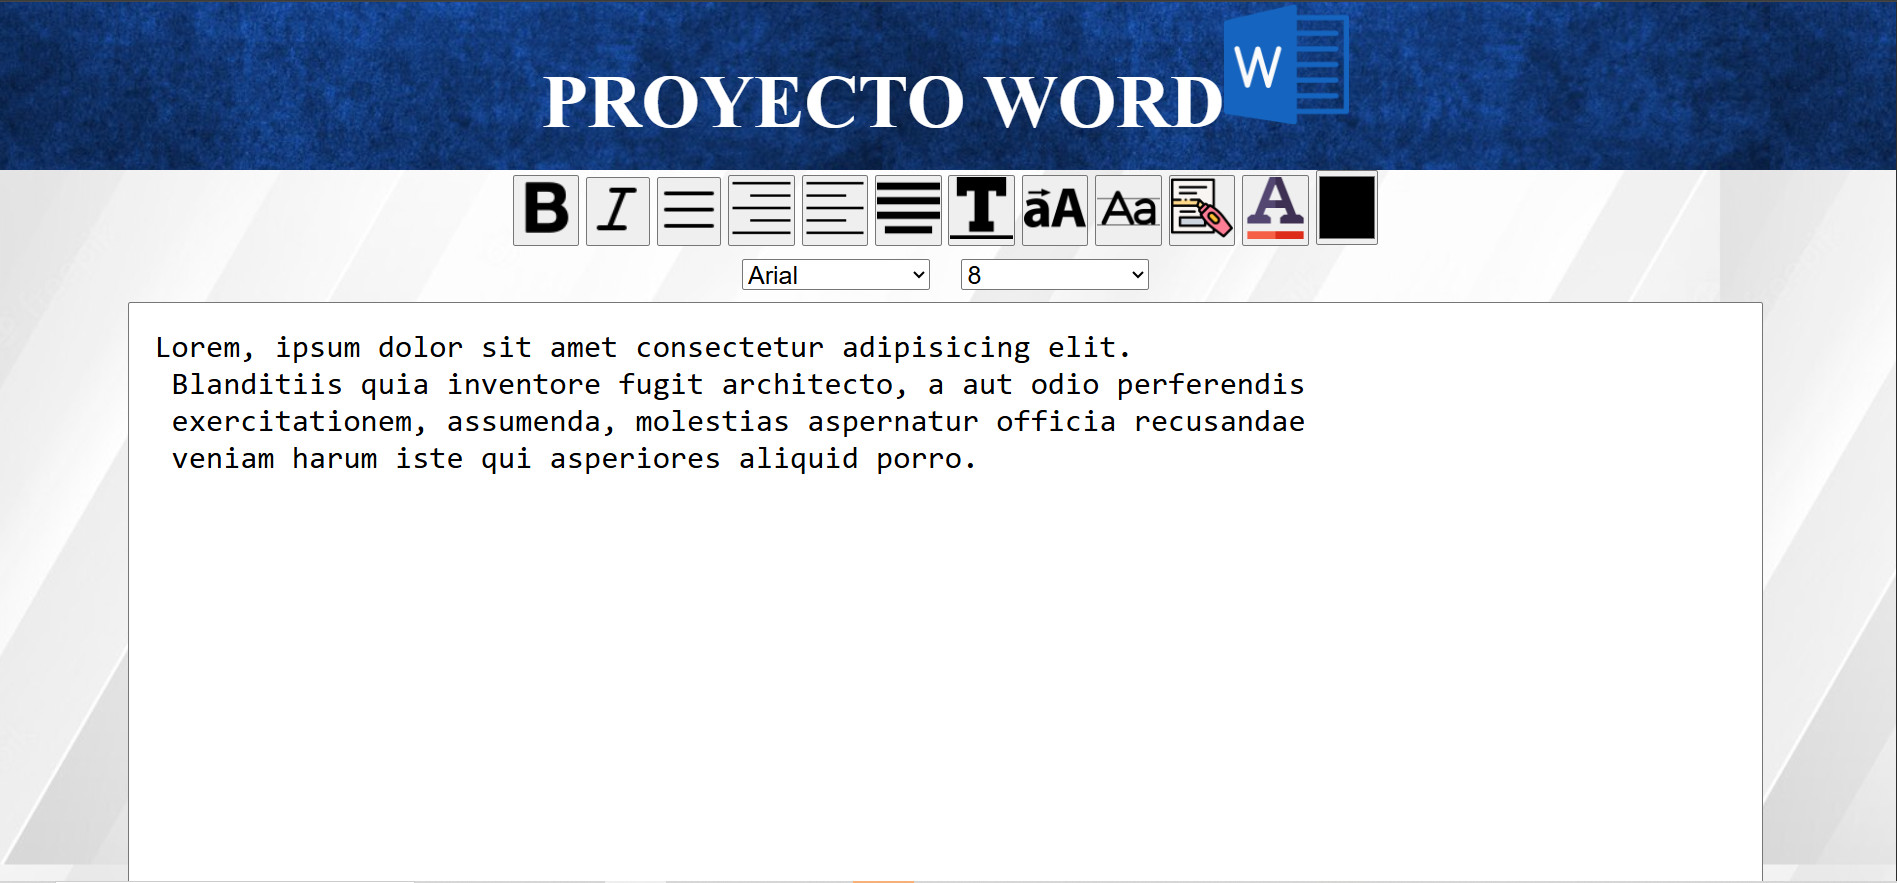 PROYECTO WORD W
B I T aA Aa A
Arial 8
Lorem, ipsum dolor sit amet consectetur adipisicing elit.
Blanditiis quia inventore fugit architecto, a aut odio perferendis
exercitationem, assumenda, molestias aspernatur officia recusandae
veniam harum iste qui asperiores aliquid porro.